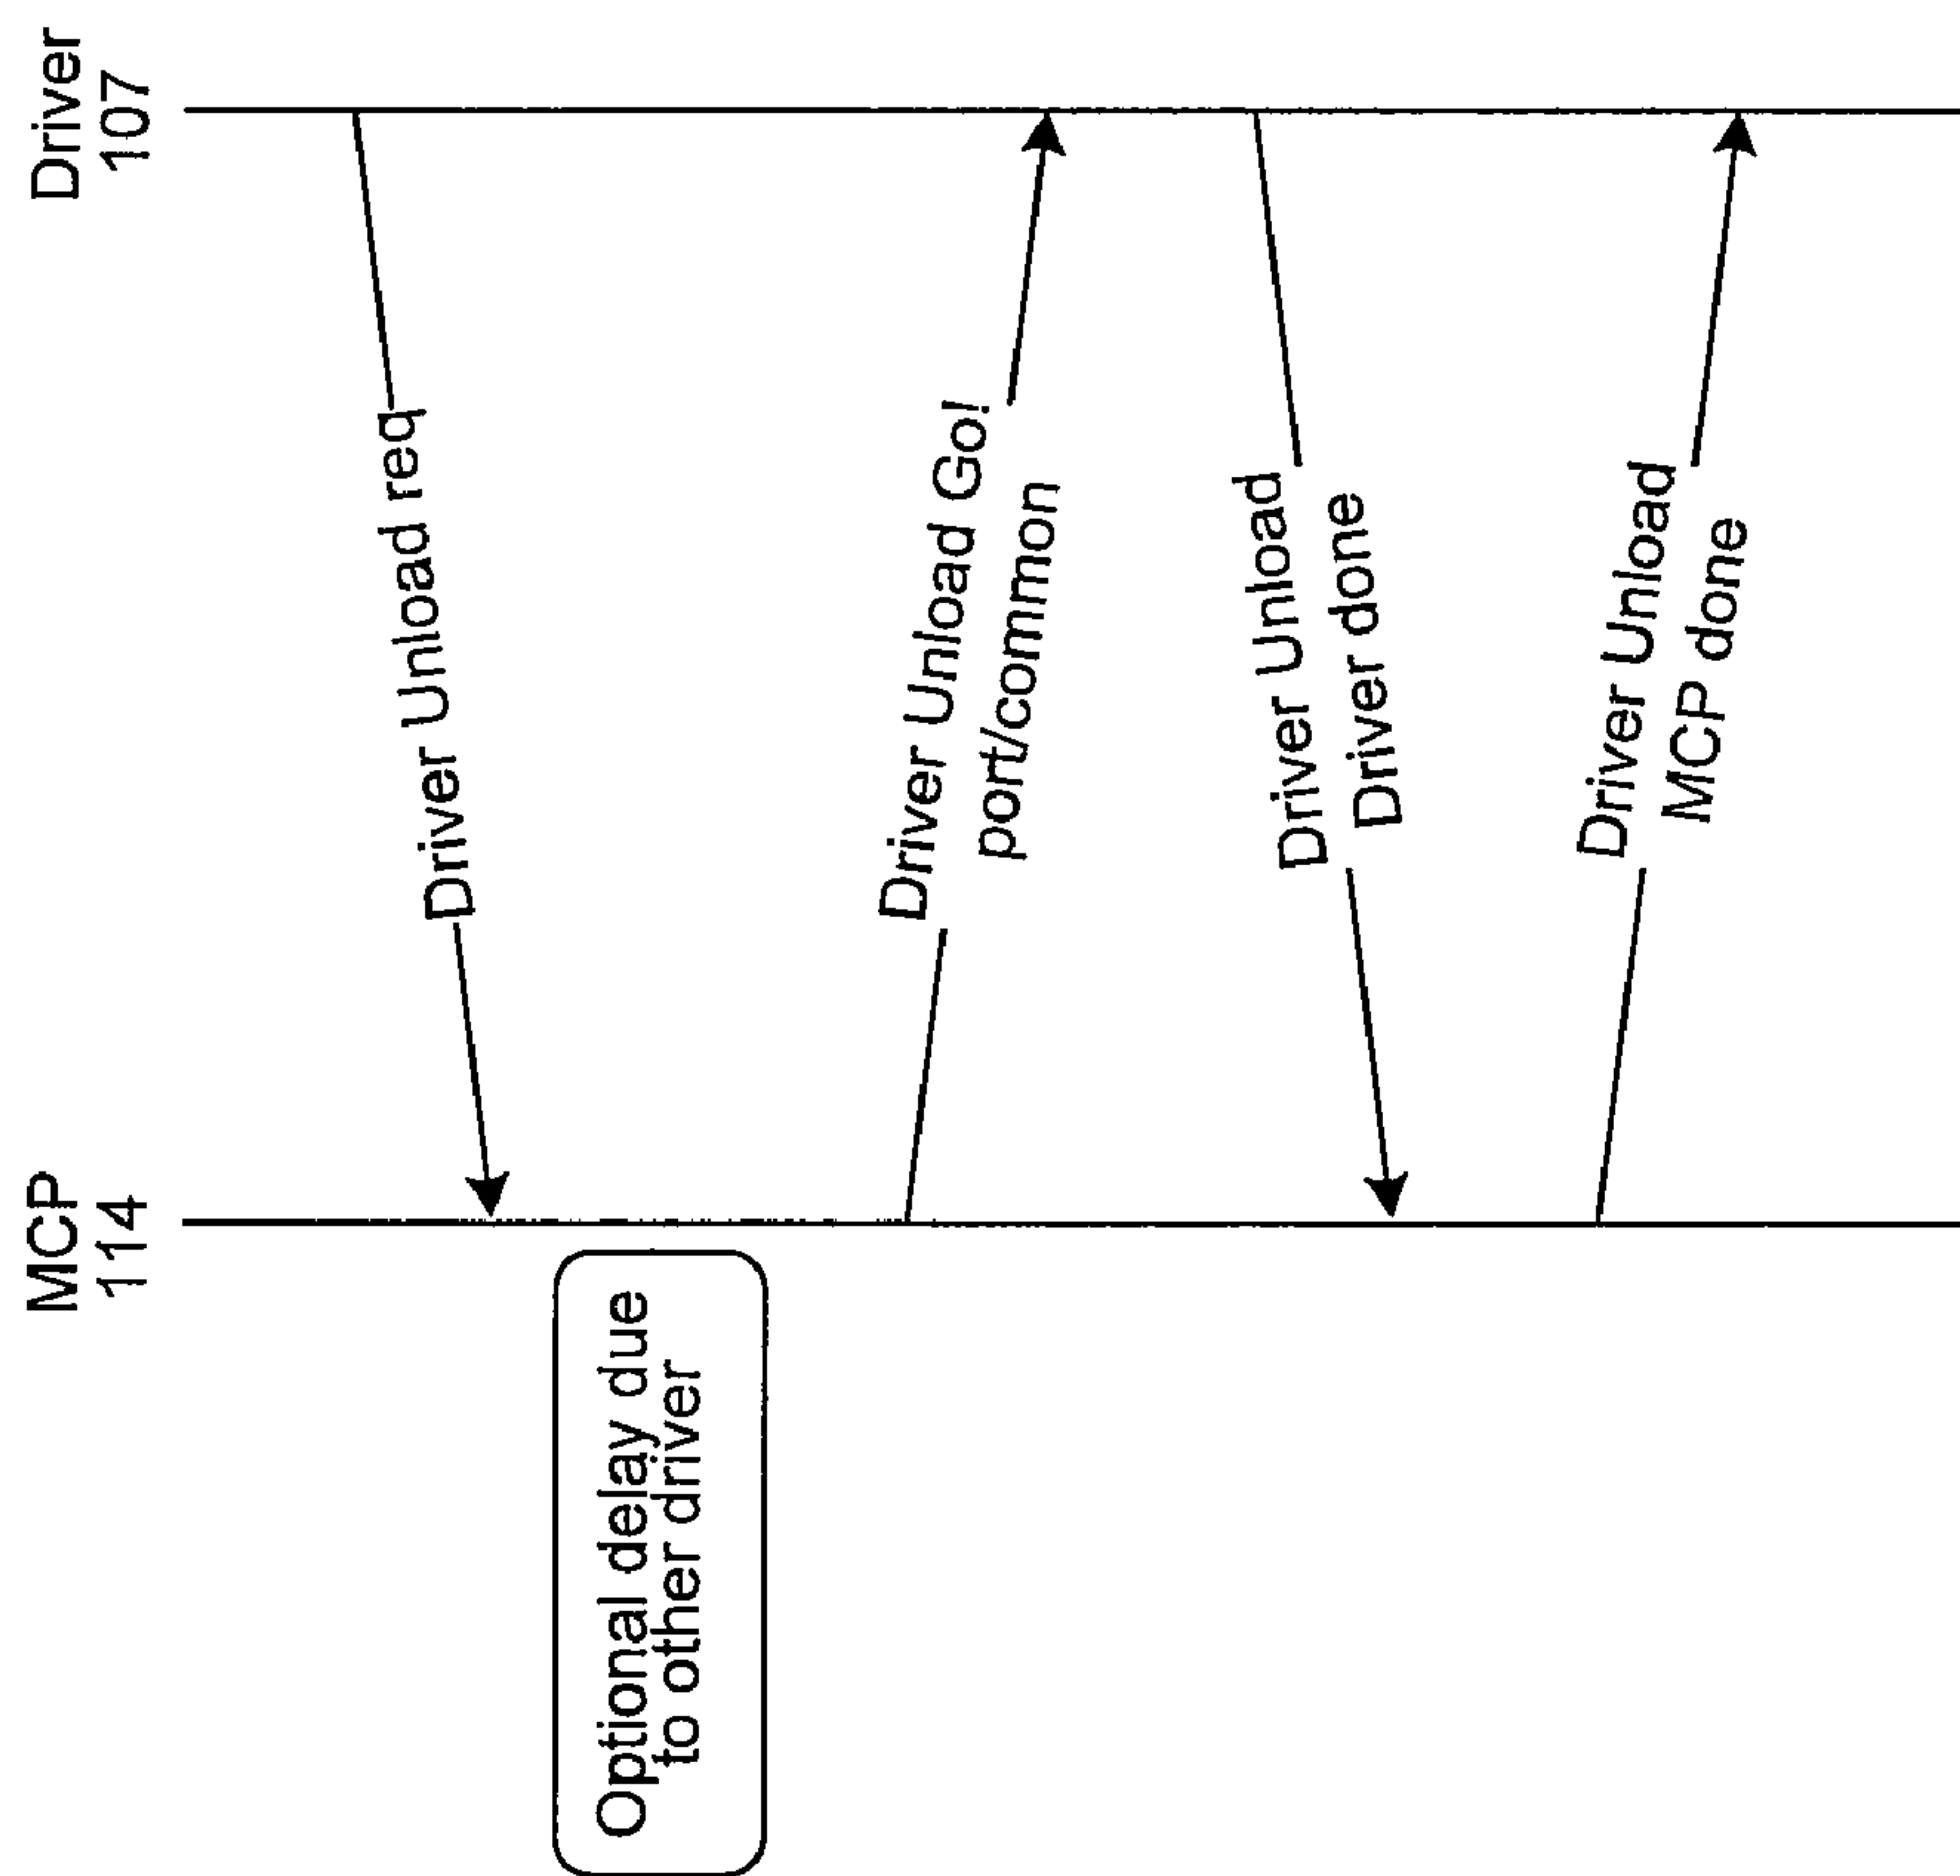 MCP
114
Driver
107
Driver Unload req
Optional delay due
to other driver
Driver Unload Go!
port/common
Driver Unload
Driver done
Driver Unload
MCP done